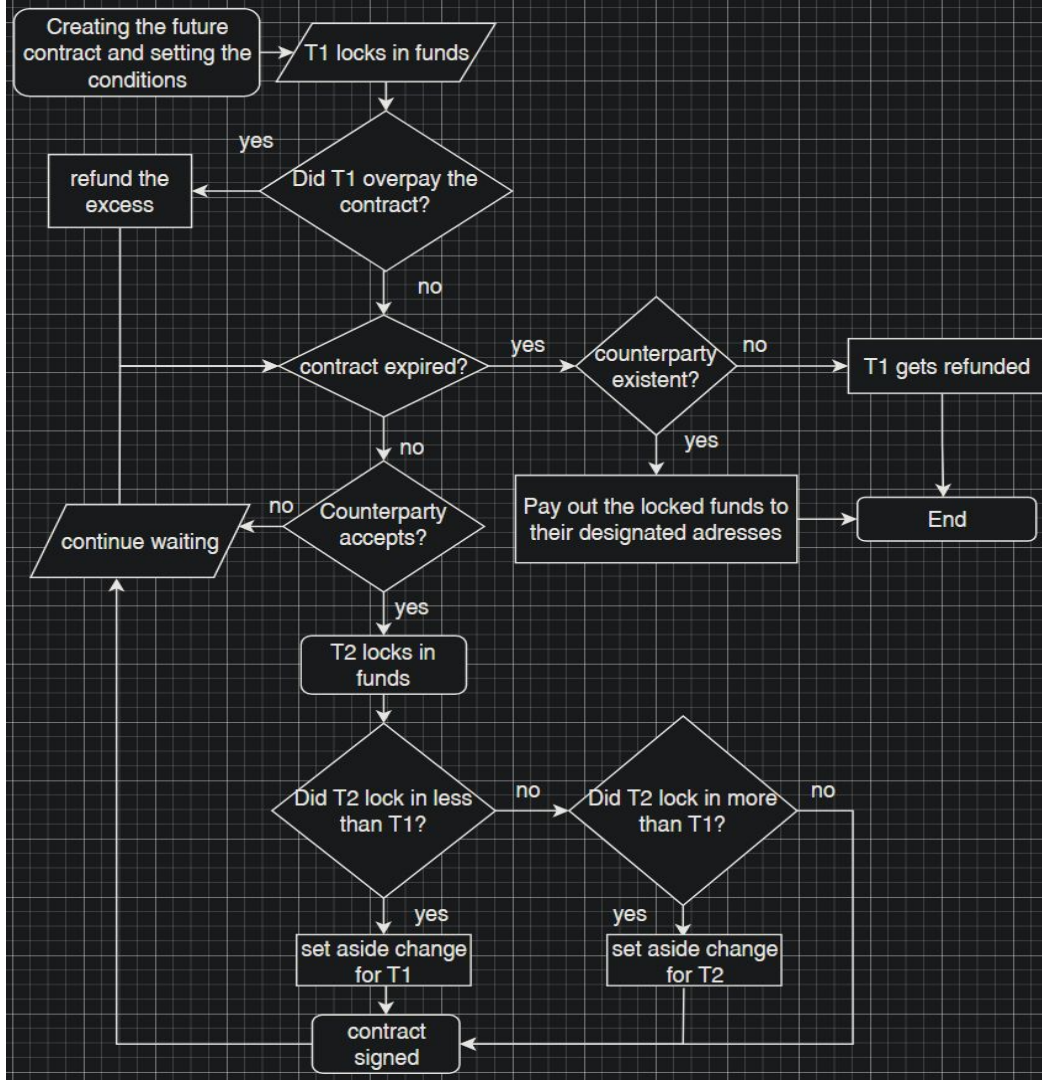 Creating the future
contract and setting the
conditions
T1 locks in funds
yes
refund the
excess
Did T1 overpay the
contract?
no
contract expired?
yes
counterparty
existent?
no
T1 gets refunded
no
yes
Counterparty
accepts?
no
continue waiting
Pay out the locked funds to
their designated adresses
End
yes
T2 locks in
funds
Did T2 lock in less
than T1?
no
Did T2 lock in more
than T1?
no
yes
set aside change
for T1
yes
set aside change
for T2
contract
signed